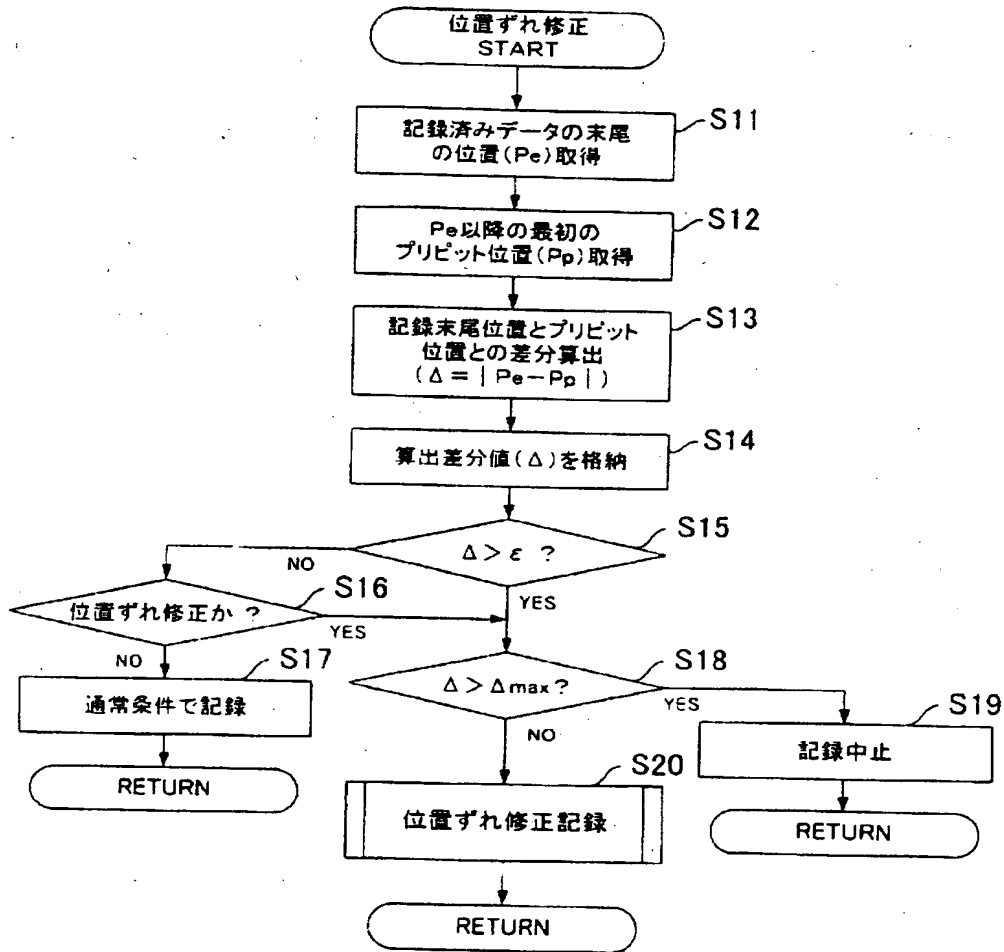 位置ずれ修正
START
S11
記録済みデータの末尾
の位置(Pe)取得
S12
Pe以降の最初の
プリピット位置(Pp)取得
S13
記録末尾位置とプリピット
位置との差分算出
(Δ=|Pe-Pp|)
S14
算出差分値(Δ)を格納
S15
Δ>ε ?
NO
YES
S16
位置ずれ修正か ?
YES
NO
S17
通常条件で記録
RETURN
S18
Δ>Δmax?
YES
NO
S19
記録中止
RETURN
S20
位置ずれ修正記録
RETURN